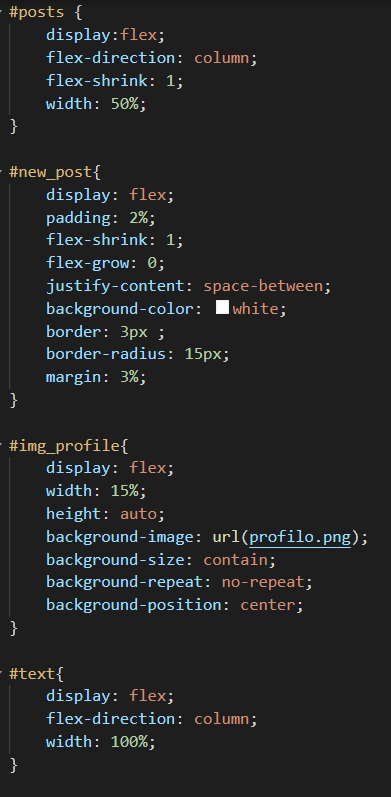 #posts {
display:flex;
flex-direction: column;
flex-shrink: 1;
width: 50%;
}
#new_post{
display: flex;
padding: 2%;
flex-shrink: 1;
flex-grow: 0;
justify-content: space-between;
background-color: white;
border: 3px ;
border-radius: 15px;
margin: 3%;
}
#img_profile{
display: flex;
width: 15%;
height: auto;
background-image: url(profilo.png);
background-size: contain;
background-repeat: no-repeat;
background-position: center;
}
#text{
display: flex;
flex-direction: column;
width: 100%;
}